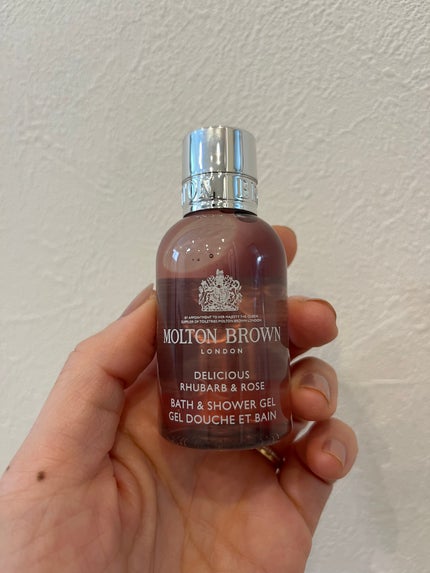 BY APPOINTMENT TO HER MAJESTY THE QUEEN
SUPPLIER OF TOILETRIES MOLTON BROWN LONDON
MOLTON BROWN
LONDON
DELICIOUS
RHUBARB & ROSE
BATH & SHOWER GEL
GEL DOUCHE ET BAIN